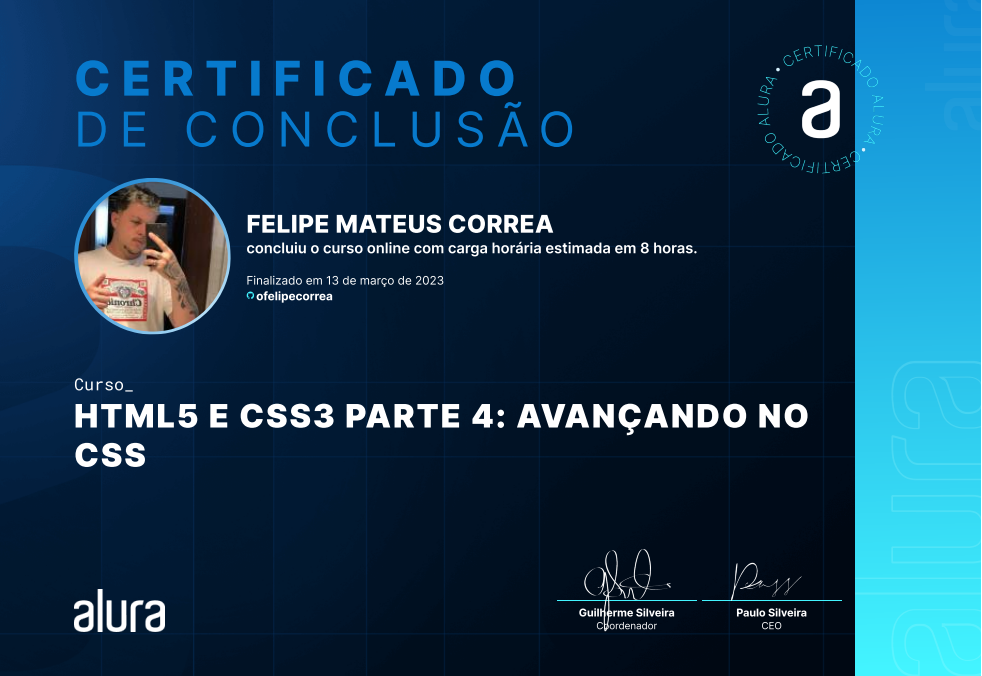 CERTIFICADO
DE CONCLUSÃO
CERTIFICADO ALURA • CERTIFICADO ALURA •
a
FELIPE MATEUS CORREA
concluiu o curso online com carga horária estimada em 8 horas.
Finalizado em 13 de março de 2023
ofelipecorrea
Curso_
HTML5 E CSS3 PARTE 4: AVANÇANDO NO
CSS
alura
Guilherme Silveira
Coordenador
Paulo Silveira
CEO
alura
alura